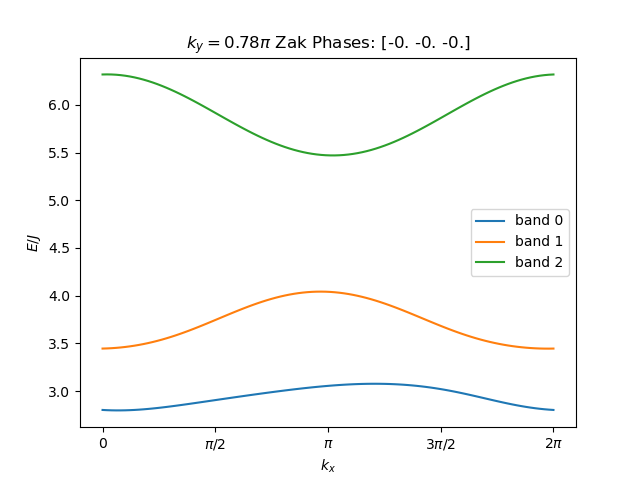 $k_y = 0.78\pi$ Zak Phases: [-0. -0. -0.]
6.0
5.5
5.0
4.5
4.0
3.5
3.0
E/J
band 0
band 1
band 2
0
π/2
π
3π/2
2π
$k_x$